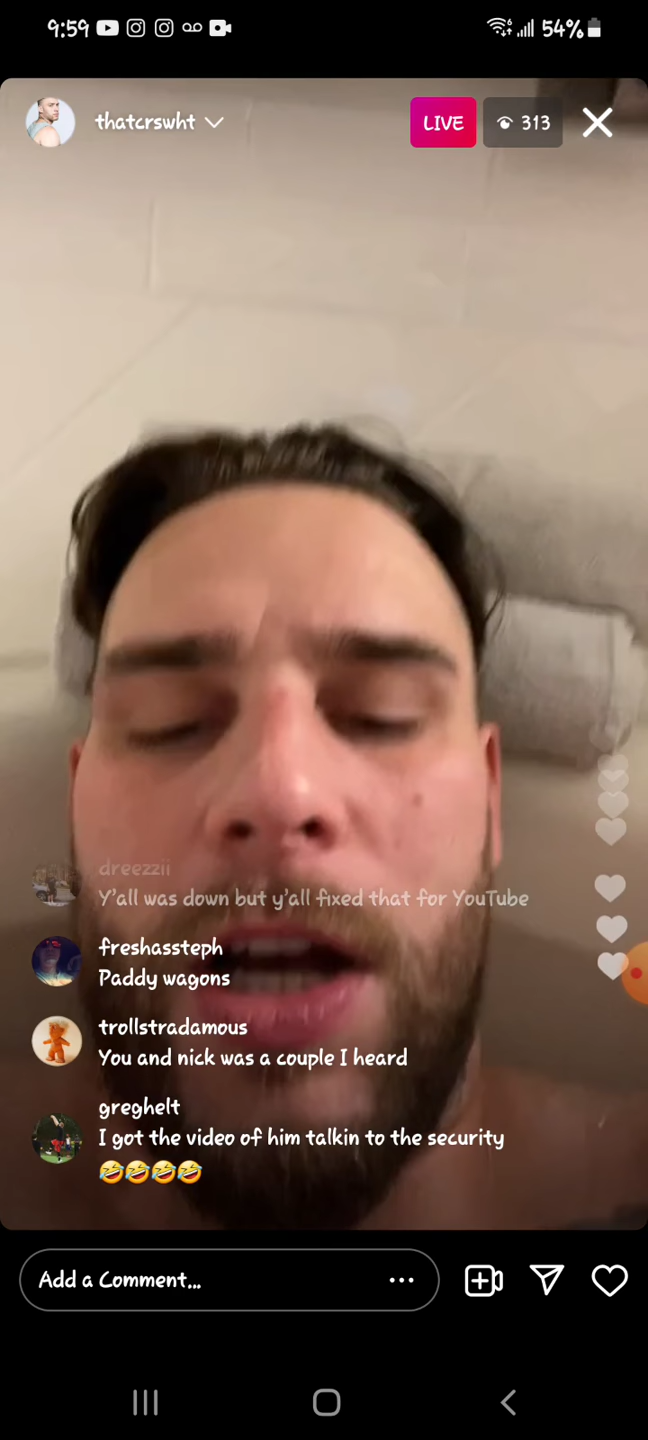 9:59
54%
thatcrswht
LIVE
313
dreezzii
Y'all was down but y'all fixed that for YouTube
freshassteph
Paddy wagons
trollstradamous
You and nick was a couple I heard
greghelt
I got the video of him talkin to the security
🤣🤣🤣🤣
Add a Comment...